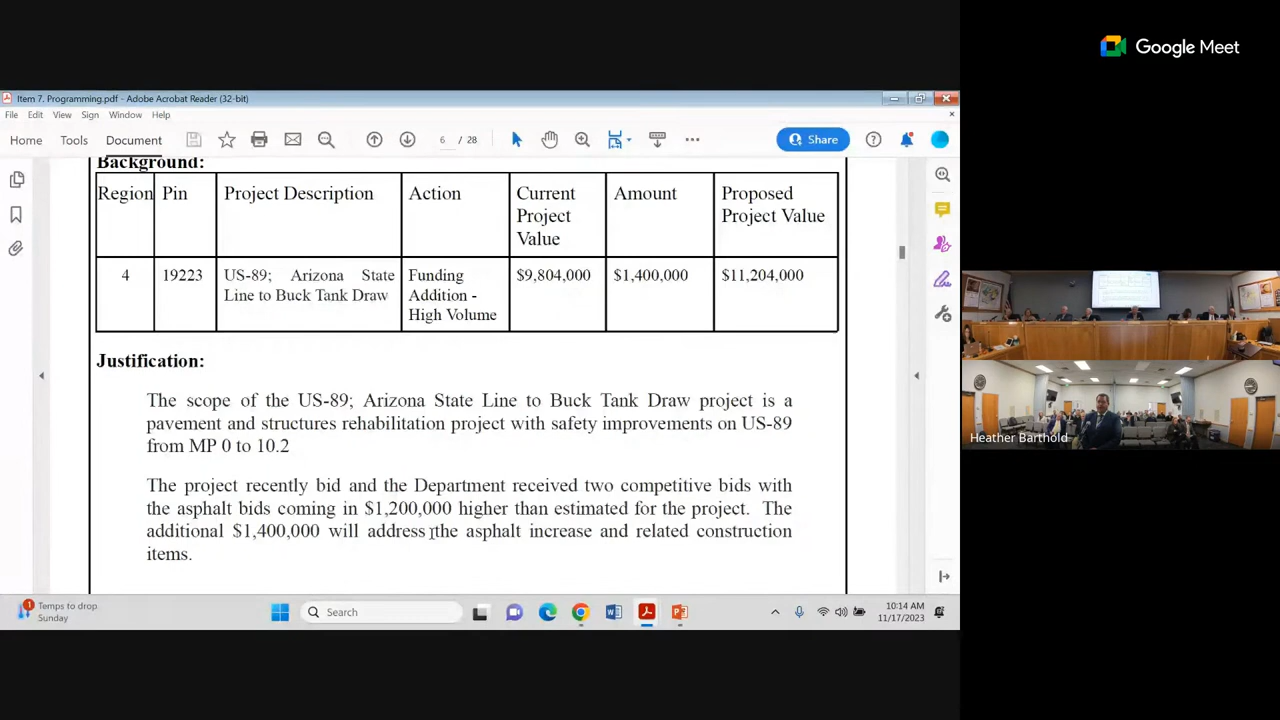 Google Meet
Item 7. Programming.pdf - Adobe Acrobat Reader (32-bit)
File Edit View Sign Window Help
Home Tools Document 6 / 28 Share
Background:
Region Pin Project Description Action Current Project Value Amount Proposed Project Value
4 19223 US-89; Arizona State Line to Buck Tank Draw Funding Addition - High Volume $9,804,000 $1,400,000 $11,204,000
Justification:
The scope of the US-89; Arizona State Line to Buck Tank Draw project is a
pavement and structures rehabilitation project with safety improvements on US-89
from MP 0 to 10.2
The project recently bid and the Department received two competitive bids with
the asphalt bids coming in $1,200,000 higher than estimated for the project. The
additional $1,400,000 will address the asphalt increase and related construction
items.
Heather Barthold
1
Temps to drop
Sunday
Search
10:14 AM
11/17/2023